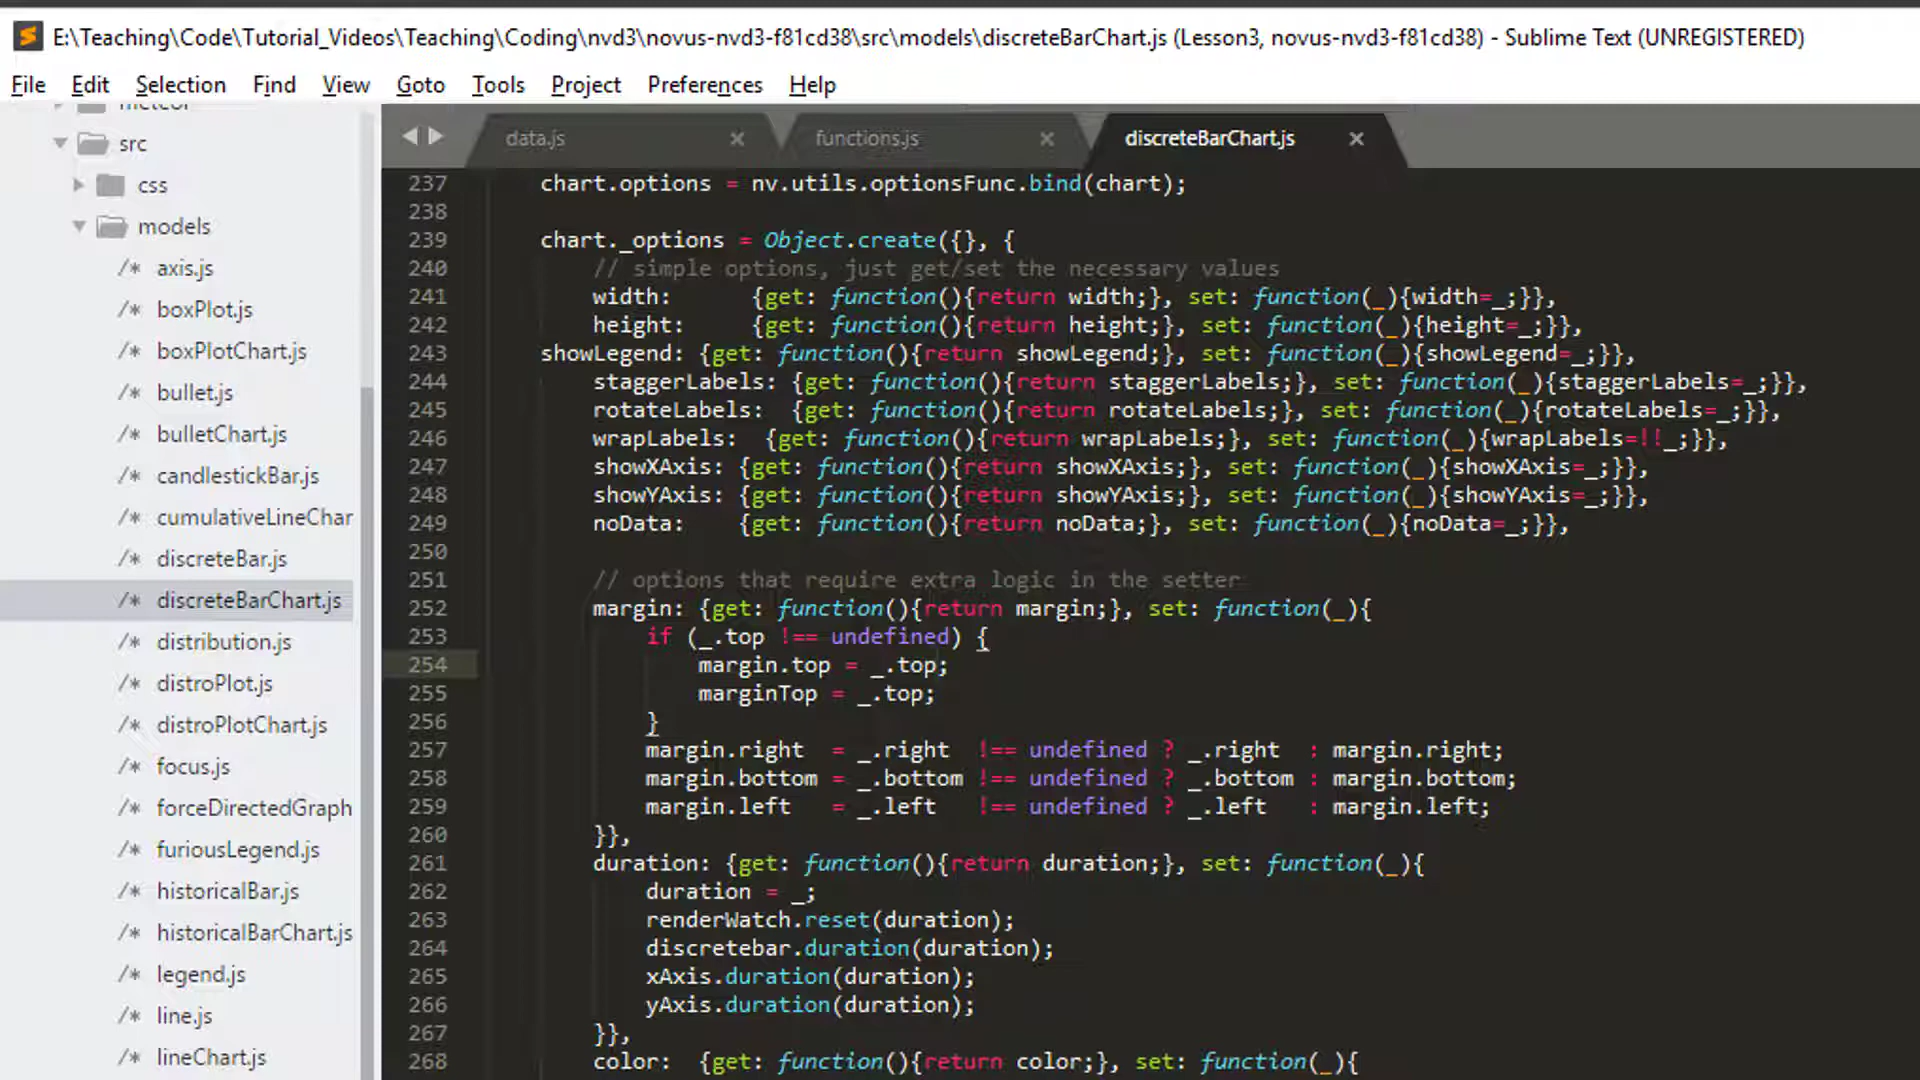 E:\Teaching\Code\Tutorial_Videos\Teaching\Coding\nvd3\novus-nvd3-f81cd38\src\models\discreteBarChart.js (Lesson3, novus-nvd3-f81cd38) - Sublime Text (UNREGISTERED)
File Edit Selection Find View Goto Tools Project Preferences Help
meteor
src
css
models
/* axis.js
/* boxPlot.js
/* boxPlotChart.js
/* bullet.js
/* bulletChart.js
/* candlestickBar.js
/* cumulativeLineChar
/* discreteBar.js
/* discreteBarChart.js
/* distribution.js
/* distroPlot.js
/* distroPlotChart.js
/* focus.js
/* forceDirectedGraph
/* furiousLegend.js
/* historicalBar.js
/* historicalBarChart.js
/* legend.js
/* line.js
/* lineChart.js
data.js × functions.js × discreteBarChart.js ×
237 chart.options = nv.utils.optionsFunc.bind(chart);
238
239 chart._options = Object.create({}, {
240 // simple options, just get/set the necessary values
241 width:      {get: function(){return width;}, set: function(_){width=_;}},
242 height:     {get: function(){return height;}, set: function(_){height=_;}},
243 showLegend: {get: function(){return showLegend;}, set: function(_){showLegend=_;}},
244 staggerLabels: {get: function(){return staggerLabels;}, set: function(_){staggerLabels=_;}},
245 rotateLabels:  {get: function(){return rotateLabels;}, set: function(_){rotateLabels=_;}},
246 wrapLabels:  {get: function(){return wrapLabels;}, set: function(_){wrapLabels=!!_;}},
247 showXAxis: {get: function(){return showXAxis;}, set: function(_){showXAxis=_;}},
248 showYAxis: {get: function(){return showYAxis;}, set: function(_){showYAxis=_;}},
249 noData:    {get: function(){return noData;}, set: function(_){noData=_;}},
250
251 // options that require extra logic in the setter
252 margin: {get: function(){return margin;}, set: function(_){
253 if (_.top !== undefined) {
254 margin.top = _.top;
255 marginTop = _.top;
256 }
257 margin.right  = _.right  !== undefined ? _.right  : margin.right;
258 margin.bottom = _.bottom !== undefined ? _.bottom : margin.bottom;
259 margin.left   = _.left   !== undefined ? _.left   : margin.left;
260 }},
261 duration: {get: function(){return duration;}, set: function(_){
262 duration = _;
263 renderWatch.reset(duration);
264 discretebar.duration(duration);
265 xAxis.duration(duration);
266 yAxis.duration(duration);
267 }},
268 color:  {get: function(){return color;}, set: function(_){